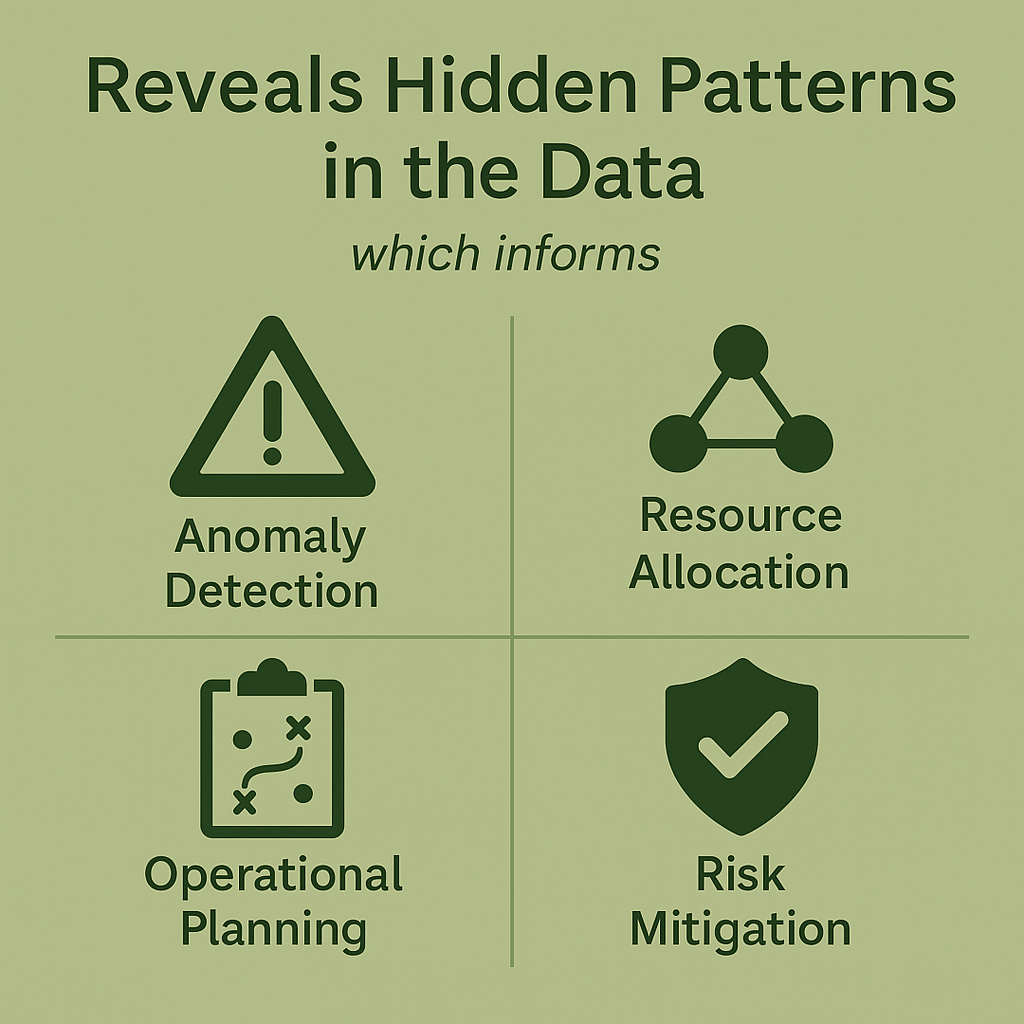 Reveals Hidden Patterns
in the Data
which informs
Anomaly
Detection
Resource
Allocation
Operational
Planning
Risk
Mitigation